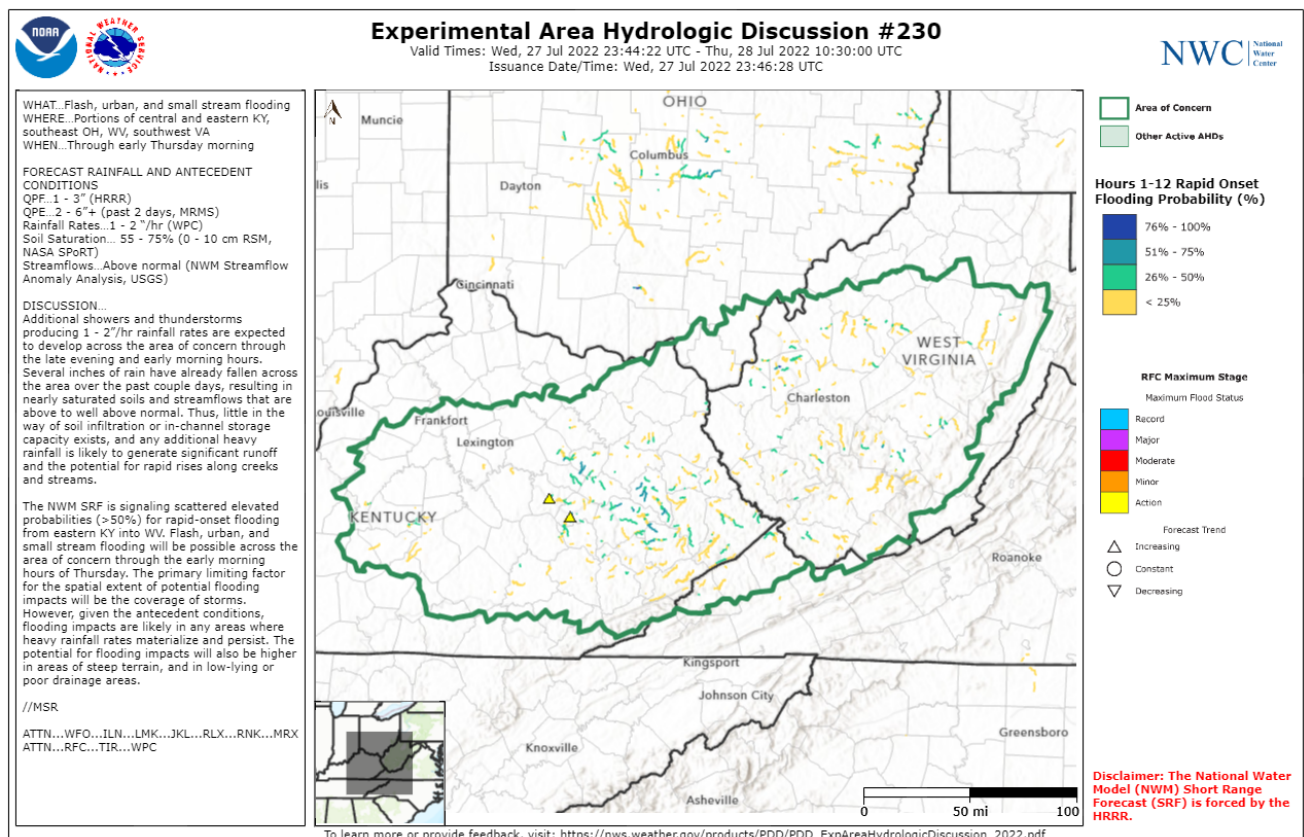 NOAA
NATIONAL WEATHER SERVICE
Experimental Area Hydrologic Discussion #230
Valid Times: Wed, 27 Jul 2022 23:44:22 UTC - Thu, 28 Jul 2022 10:30:00 UTC
Issuance Date/Time: Wed, 27 Jul 2022 23:46:28 UTC
NWC
National
Water
Center
WHAT...Flash, urban, and small stream flooding
WHERE...Portions of central and eastern KY,
southeast OH, WV, southwest VA
WHEN...Through early Thursday morning
FORECAST RAINFALL AND ANTECEDENT
CONDITIONS
QPF...1 - 3" (HRRR)
QPE...2 - 6"+ (past 2 days, MRMS)
Rainfall Rates...1 - 2 "/hr (WPC)
Soil Saturation... 55 - 75% (0 - 10 cm RSM,
NASA SPoRT)
Streamflows...Above normal (NWM Streamflow
Anomaly Analysis, USGS)
DISCUSSION...
Additional showers and thunderstorms
producing 1 - 2"/hr rainfall rates are expected
to develop across the area of concern through
the late evening and early morning hours.
Several inches of rain have already fallen across
the area over the past couple days, resulting in
nearly saturated soils and streamflows that are
above to well above normal. Thus, little in the
way of soil infiltration or in-channel storage
capacity exists, and any additional heavy
rainfall is likely to generate significant runoff
and the potential for rapid rises along creeks
and streams.
The NWM SRF is signaling scattered elevated
probabilities (>50%) for rapid-onset flooding
from eastern KY into WV. Flash, urban, and
small stream flooding will be possible across the
area of concern through the early morning
hours of Thursday. The primary limiting factor
for the spatial extent of potential flooding
impacts will be the coverage of storms.
However, given the antecedent conditions,
flooding impacts are likely in any areas where
heavy rainfall rates materialize and persist. The
potential for flooding impacts will also be higher
in areas of steep terrain, and in low-lying or
poor drainage areas.
//MSR
ATTN...WFO...ILN...LMK...JKL...RLX...RNK...MRX
ATTN...RFC...TIR...WPC
N
OHIO
Muncie
Columbus
lis
Dayton
Cincinnati
WEST
VIRGINIA
Charleston
ouisville
Frankfort
Lexington
KENTUCKY
Roanoke
Kingsport
Johnson City
Knoxville
Greensboro
Asheville
0 50 mi 100
Area of Concern
Other Active AHDs
Hours 1-12 Rapid Onset
Flooding Probability (%)
76% - 100%
51% - 75%
26% - 50%
< 25%
RFC Maximum Stage
Maximum Flood Status
Record
Major
Moderate
Minor
Action
Forecast Trend
Increasing
Constant
Decreasing
Disclaimer: The National Water
Model (NWM) Short Range
Forecast (SRF) is forced by the
HRRR.
To learn more or provide feedback, visit: https://nws.weather.gov/products/PDD/PDD_ExpAreaHydrologicDiscussion_2022.pdf